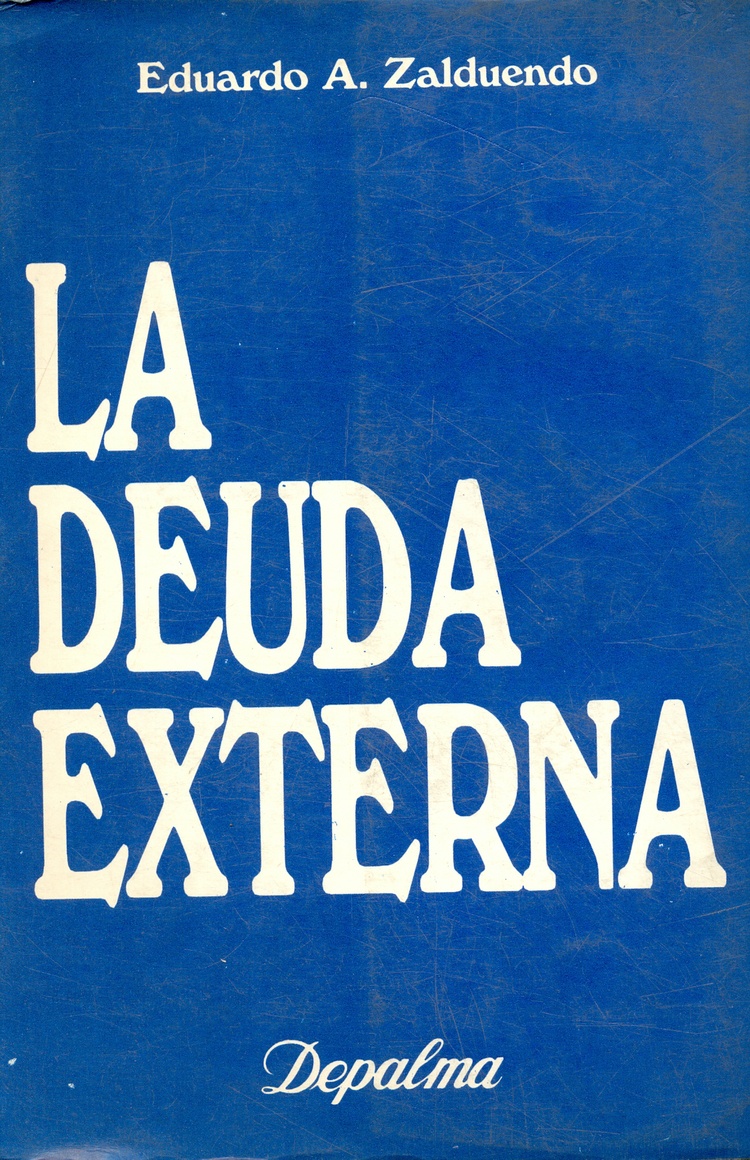 Eduardo A. Zalduendo
LA
DEUDA
EXTERNA
Depalma